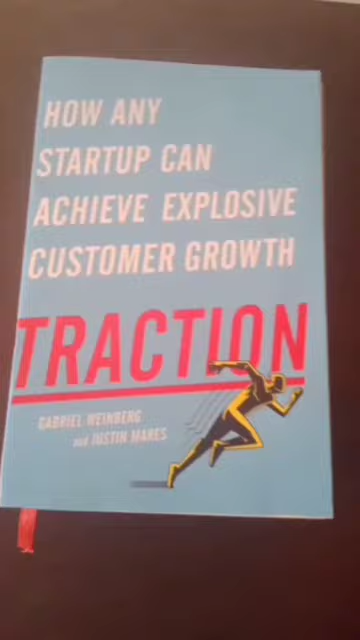 HOW ANY
STARTUP CAN
ACHIEVE EXPLOSIVE
CUSTOMER GROWTH
TRACTION
GABRIEL WEINBERG
AND JUSTIN MARES